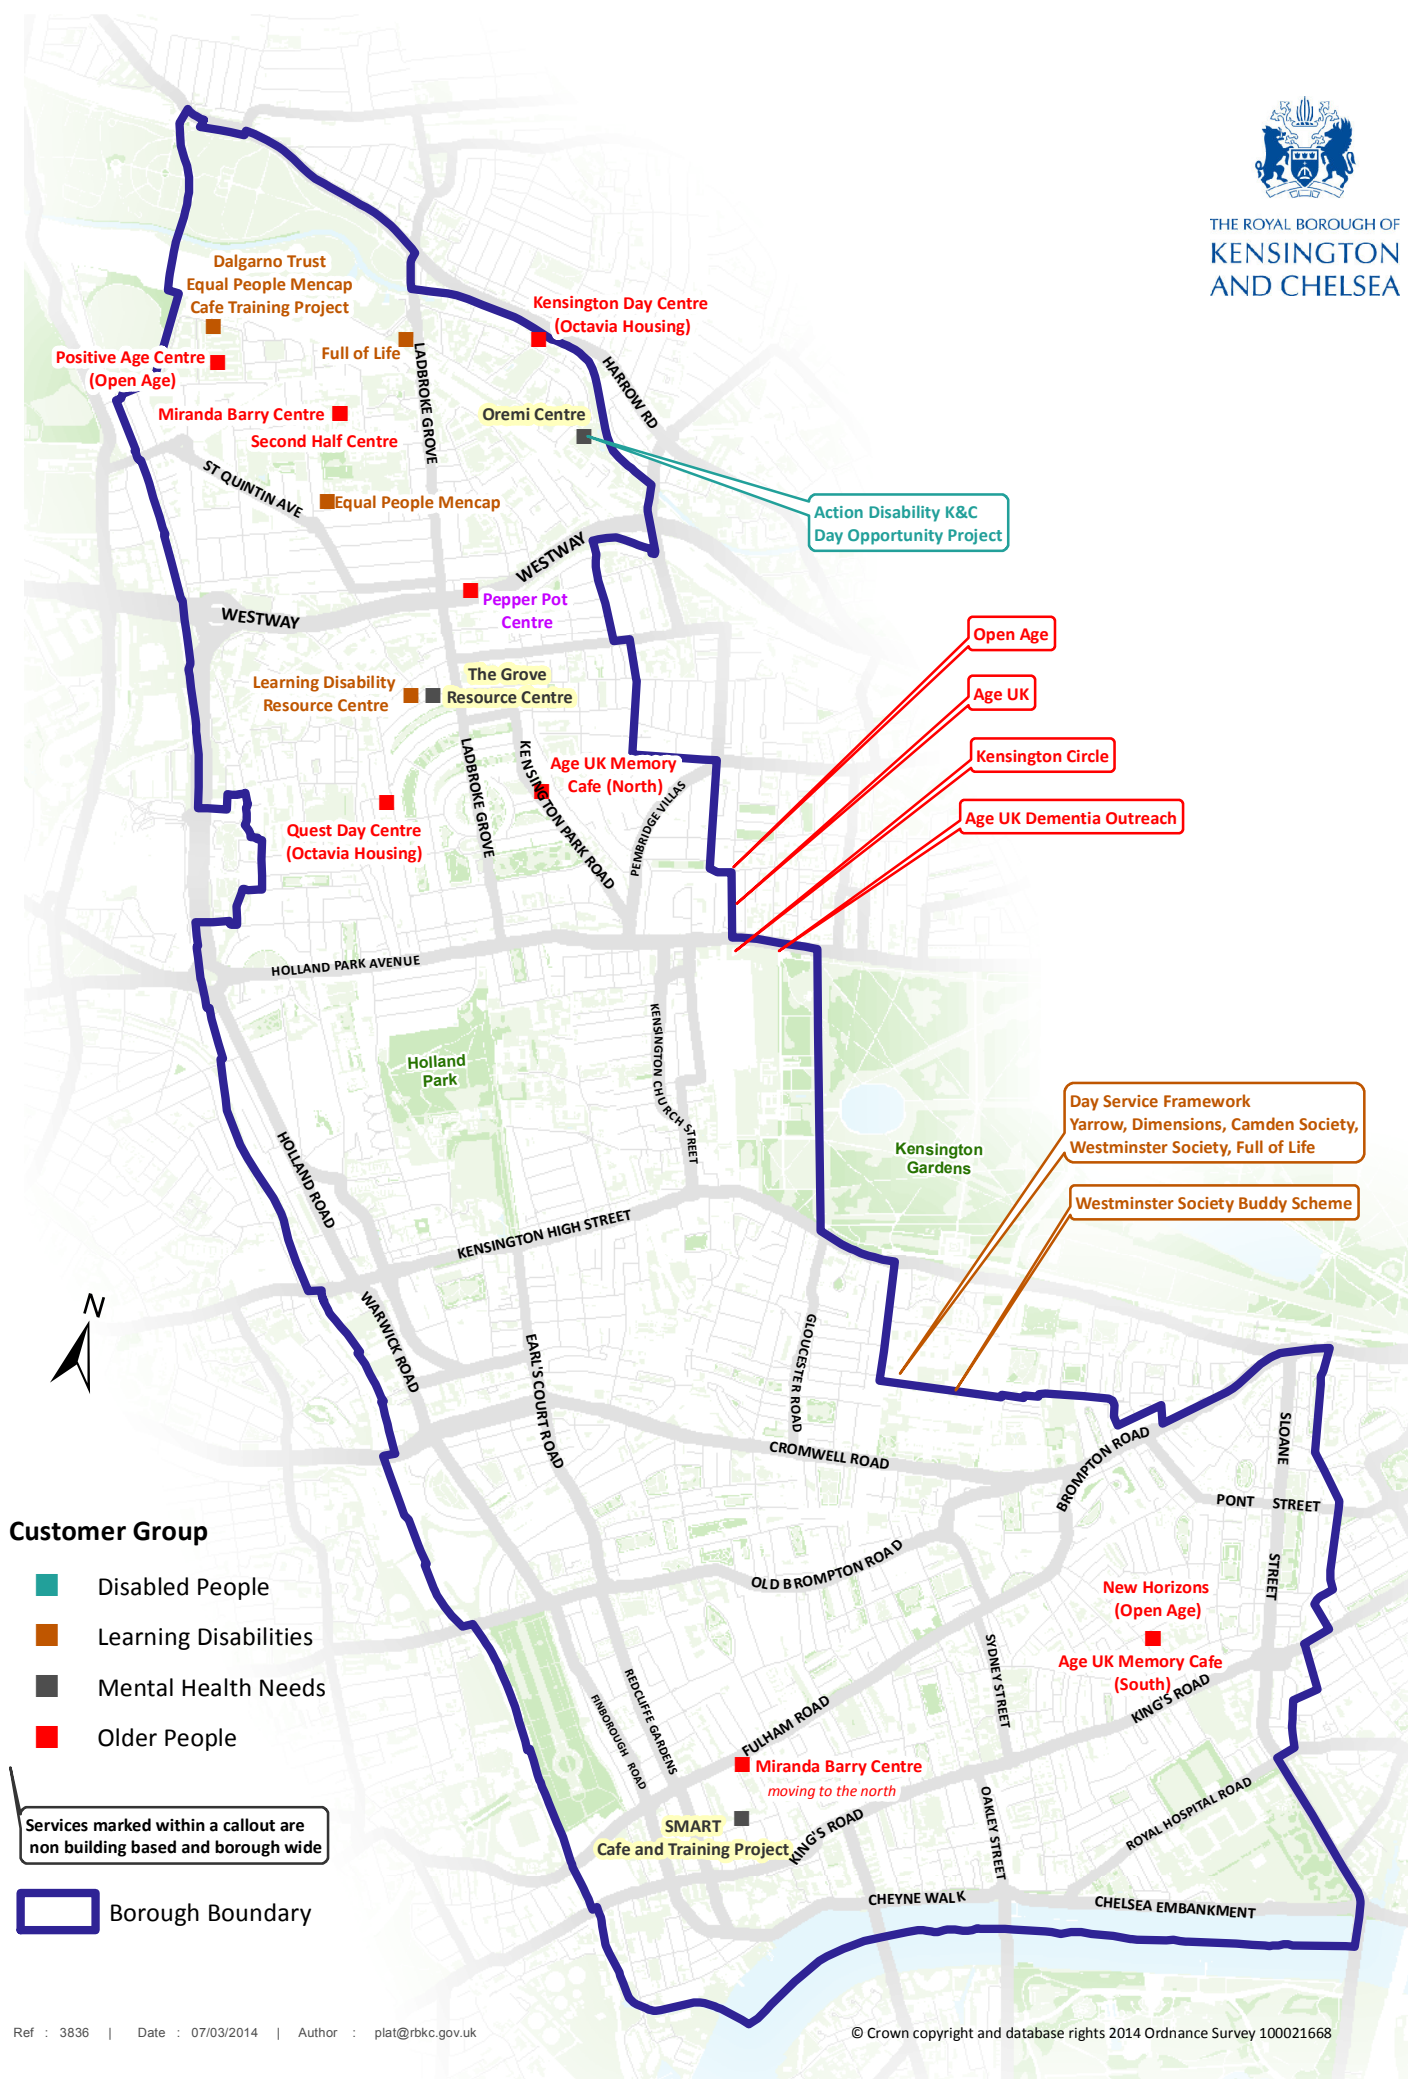 THE ROYAL BOROUGH OF
KENSINGTON
AND CHELSEA
Dalgarno Trust
Equal People Mencap
Cafe Training Project
Kensington Day Centre
(Octavia Housing)
Full of Life
Positive Age Centre
(Open Age)
LADBROKE GROVE
HARROW RD
Miranda Barry Centre
Oremi Centre
Second Half Centre
ST QUINTIN AVE
Equal People Mencap
Action Disability K&C
Day Opportunity Project
WESTWAY
Pepper Pot
Centre
WESTWAY
Open Age
The Grove
Resource Centre
Learning Disability
Resource Centre
Age UK
LADBROKE GROVE
KENSINGTON PARK ROAD
Age UK Memory
Cafe (North)
Kensington Circle
PEMBRIDGE VILLAS
Age UK Dementia Outreach
Quest Day Centre
(Octavia Housing)
HOLLAND PARK AVENUE
KENSINGTON CHURCH STREET
Holland
Park
Day Service Framework
Yarrow, Dimensions, Camden Society,
Westminster Society, Full of Life
Kensington
Gardens
HOLLAND ROAD
Westminster Society Buddy Scheme
KENSINGTON HIGH STREET
N
WARWICK ROAD
EARL'S COURT ROAD
GLOUCESTER ROAD
CROMWELL ROAD
BROMPTON ROAD
SLOANE
STREET
PONT STREET
Customer Group
Disabled People
Learning Disabilities
Mental Health Needs
Older People
OLD BROMPTON ROAD
New Horizons
(Open Age)
Age UK Memory Cafe
(South)
SYDNEY STREET
KING'S ROAD
REDCLIFFE GARDENS
FINBOROUGH ROAD
FULHAM ROAD
Miranda Barry Centre
moving to the north
SMART
Cafe and Training Project
KING'S ROAD
OAKLEY STREET
ROYAL HOSPITAL ROAD
Services marked within a callout are
non building based and borough wide
Borough Boundary
CHEYNE WALK
CHELSEA EMBANKMENT
Ref : 3836 | Date : 07/03/2014 | Author : plat@rbkc.gov.uk
© Crown copyright and database rights 2014 Ordnance Survey 100021668